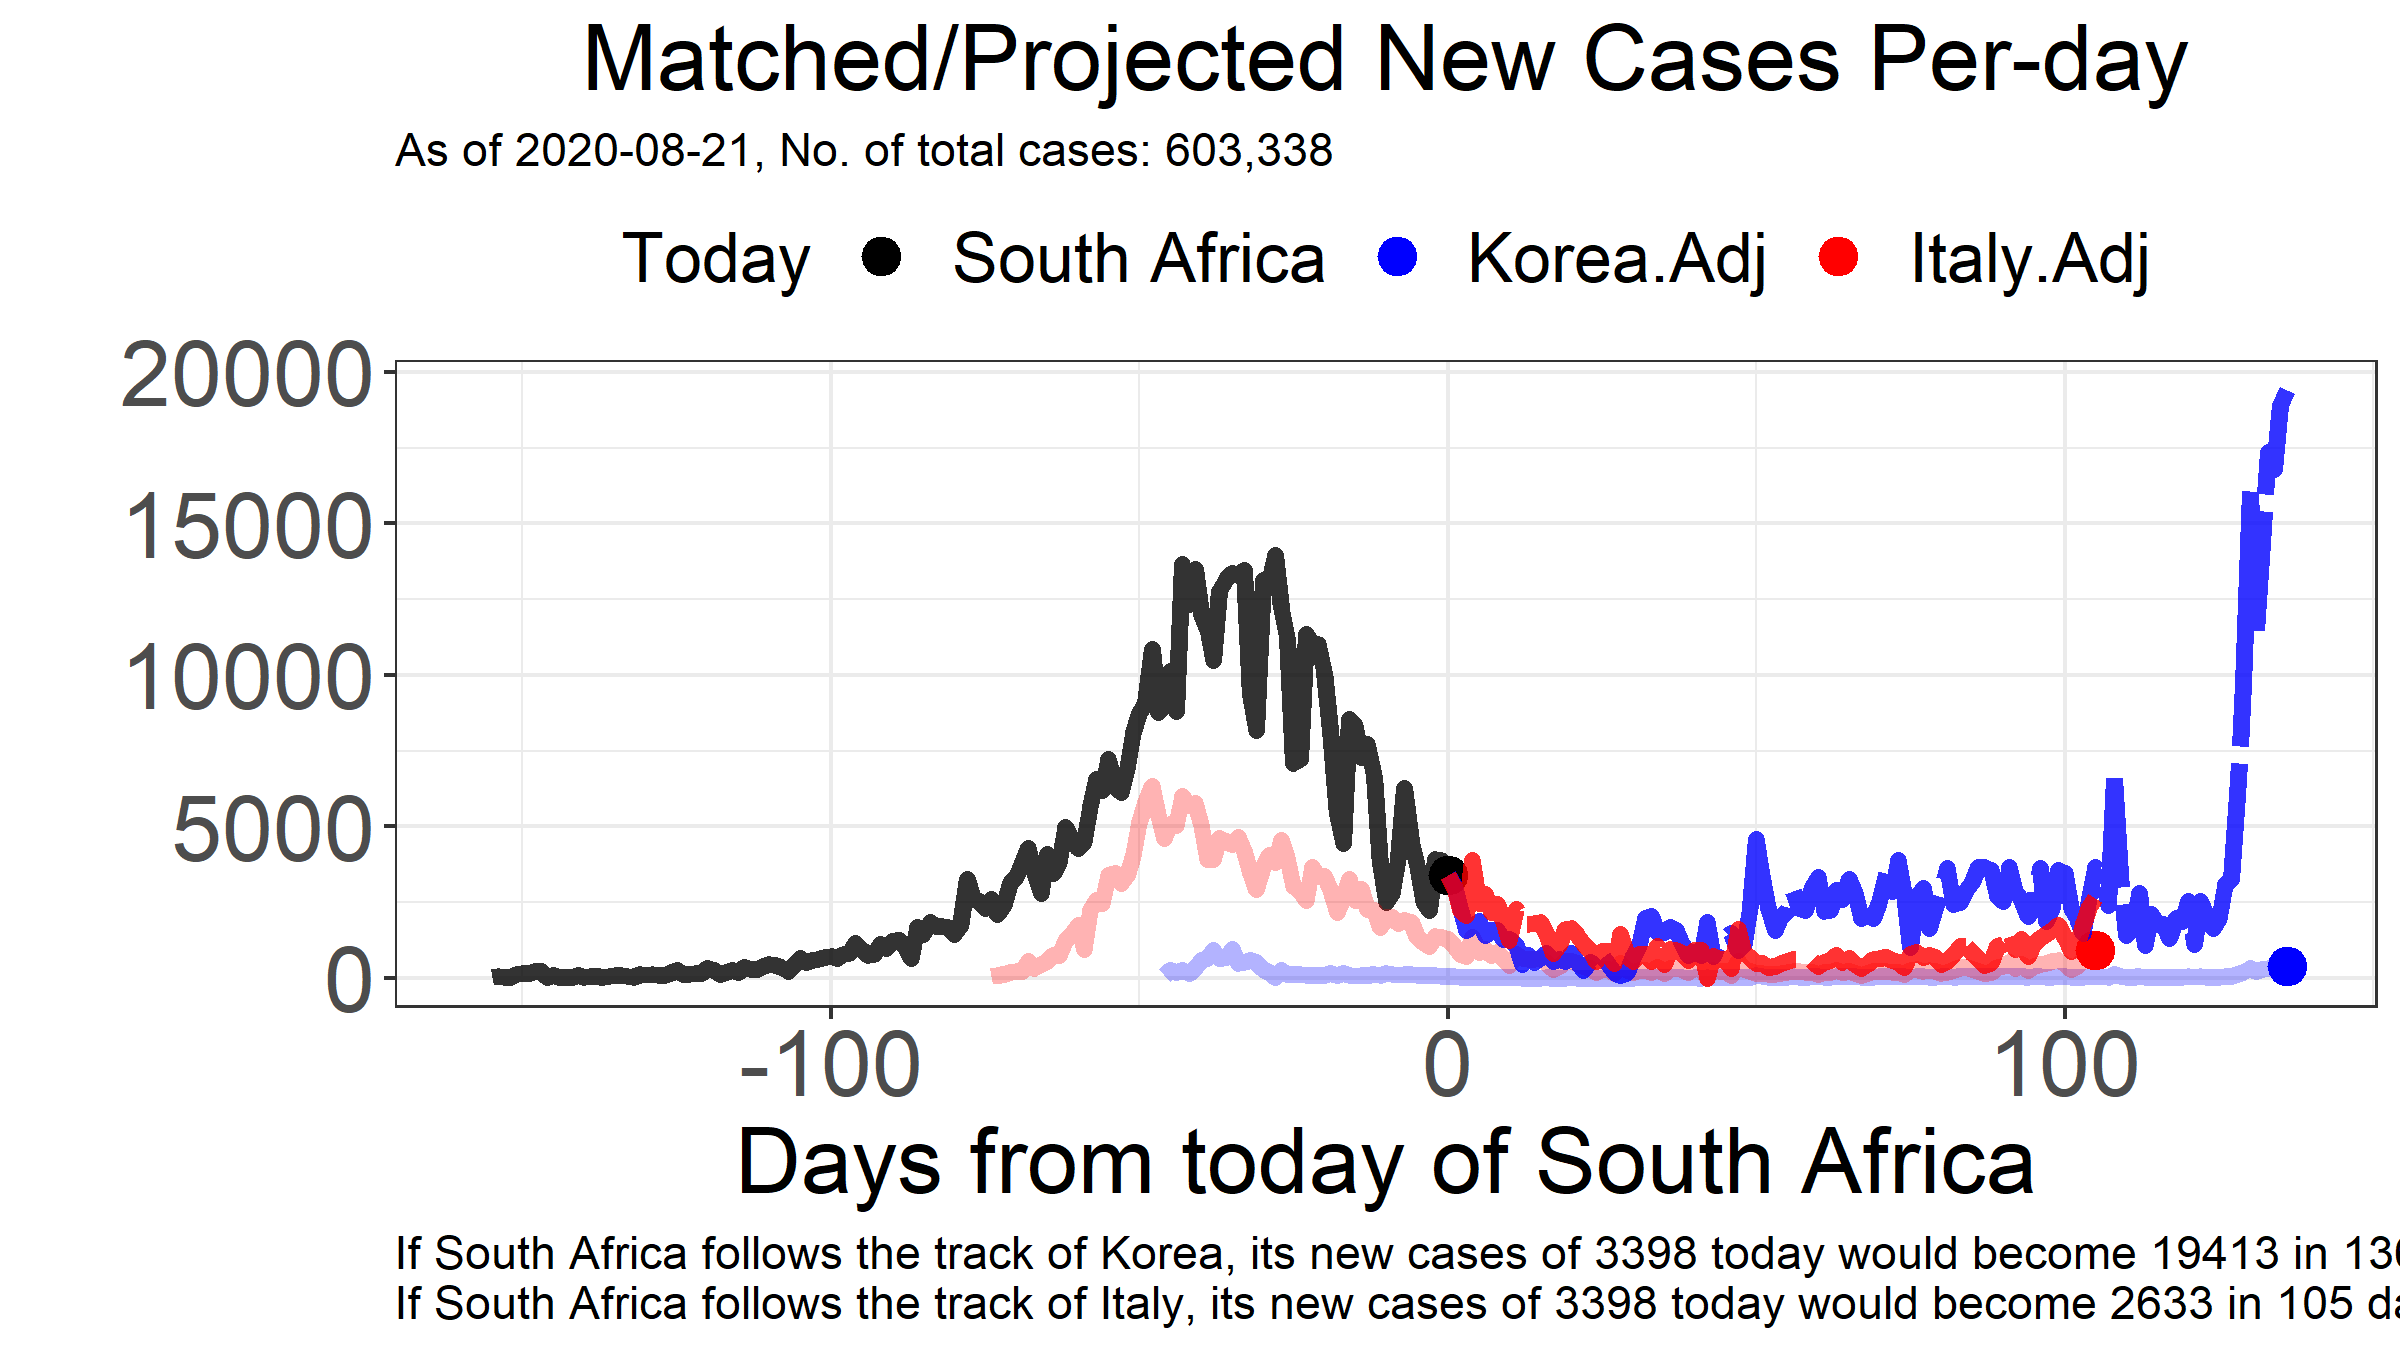 Matched/Projected New Cases Per-day
As of 2020-08-21, No. of total cases: 603,338
Today South Africa Korea.Adj Italy.Adj
20000
15000
10000
5000
0
-100 0 100
Days from today of South Africa
If South Africa follows the track of Korea, its new cases of 3398 today would become 19413 in
If South Africa follows the track of Italy, its new cases of 3398 today would become 2633 in 105